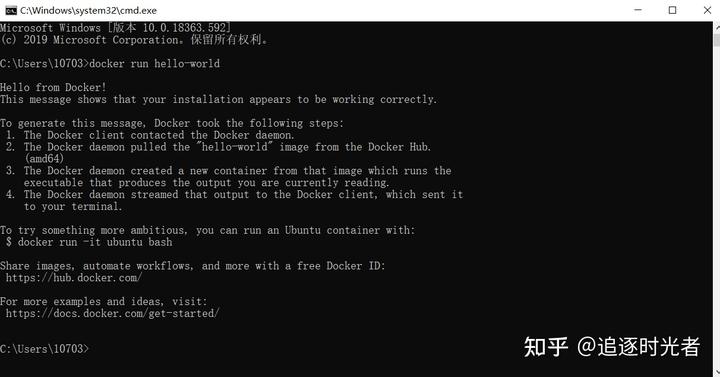 C:\Windows\system32\cmd.exe
Microsoft Windows [版本 10.0.18363.592]
(c) 2019 Microsoft Corporation。保留所有权利。
C:\Users\10703>docker run hello-world
Hello from Docker!
This message shows that your installation appears to be working correctly.
To generate this message, Docker took the following steps:
1. The Docker client contacted the Docker daemon.
2. The Docker daemon pulled the "hello-world" image from the Docker Hub.
(amd64)
3. The Docker daemon created a new container from that image which runs the
executable that produces the output you are currently reading.
4. The Docker daemon streamed that output to the Docker client, which sent it
to your terminal.
To try something more ambitious, you can run an Ubuntu container with:
$ docker run -it ubuntu bash
Share images, automate workflows, and more with a free Docker ID:
https://hub.docker.com/
For more examples and ideas, visit:
https://docs.docker.com/get-started/
C:\Users\10703>
知乎 @追逐时光者